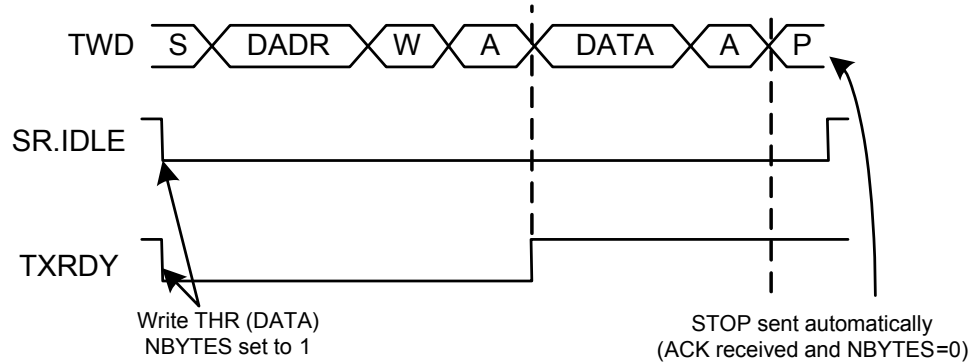 TWD S DADR W A DATA A P
SR.IDLE
TXRDY
Write THR (DATA)
NBYTES set to 1
STOP sent automatically
(ACK received and NBYTES=0)